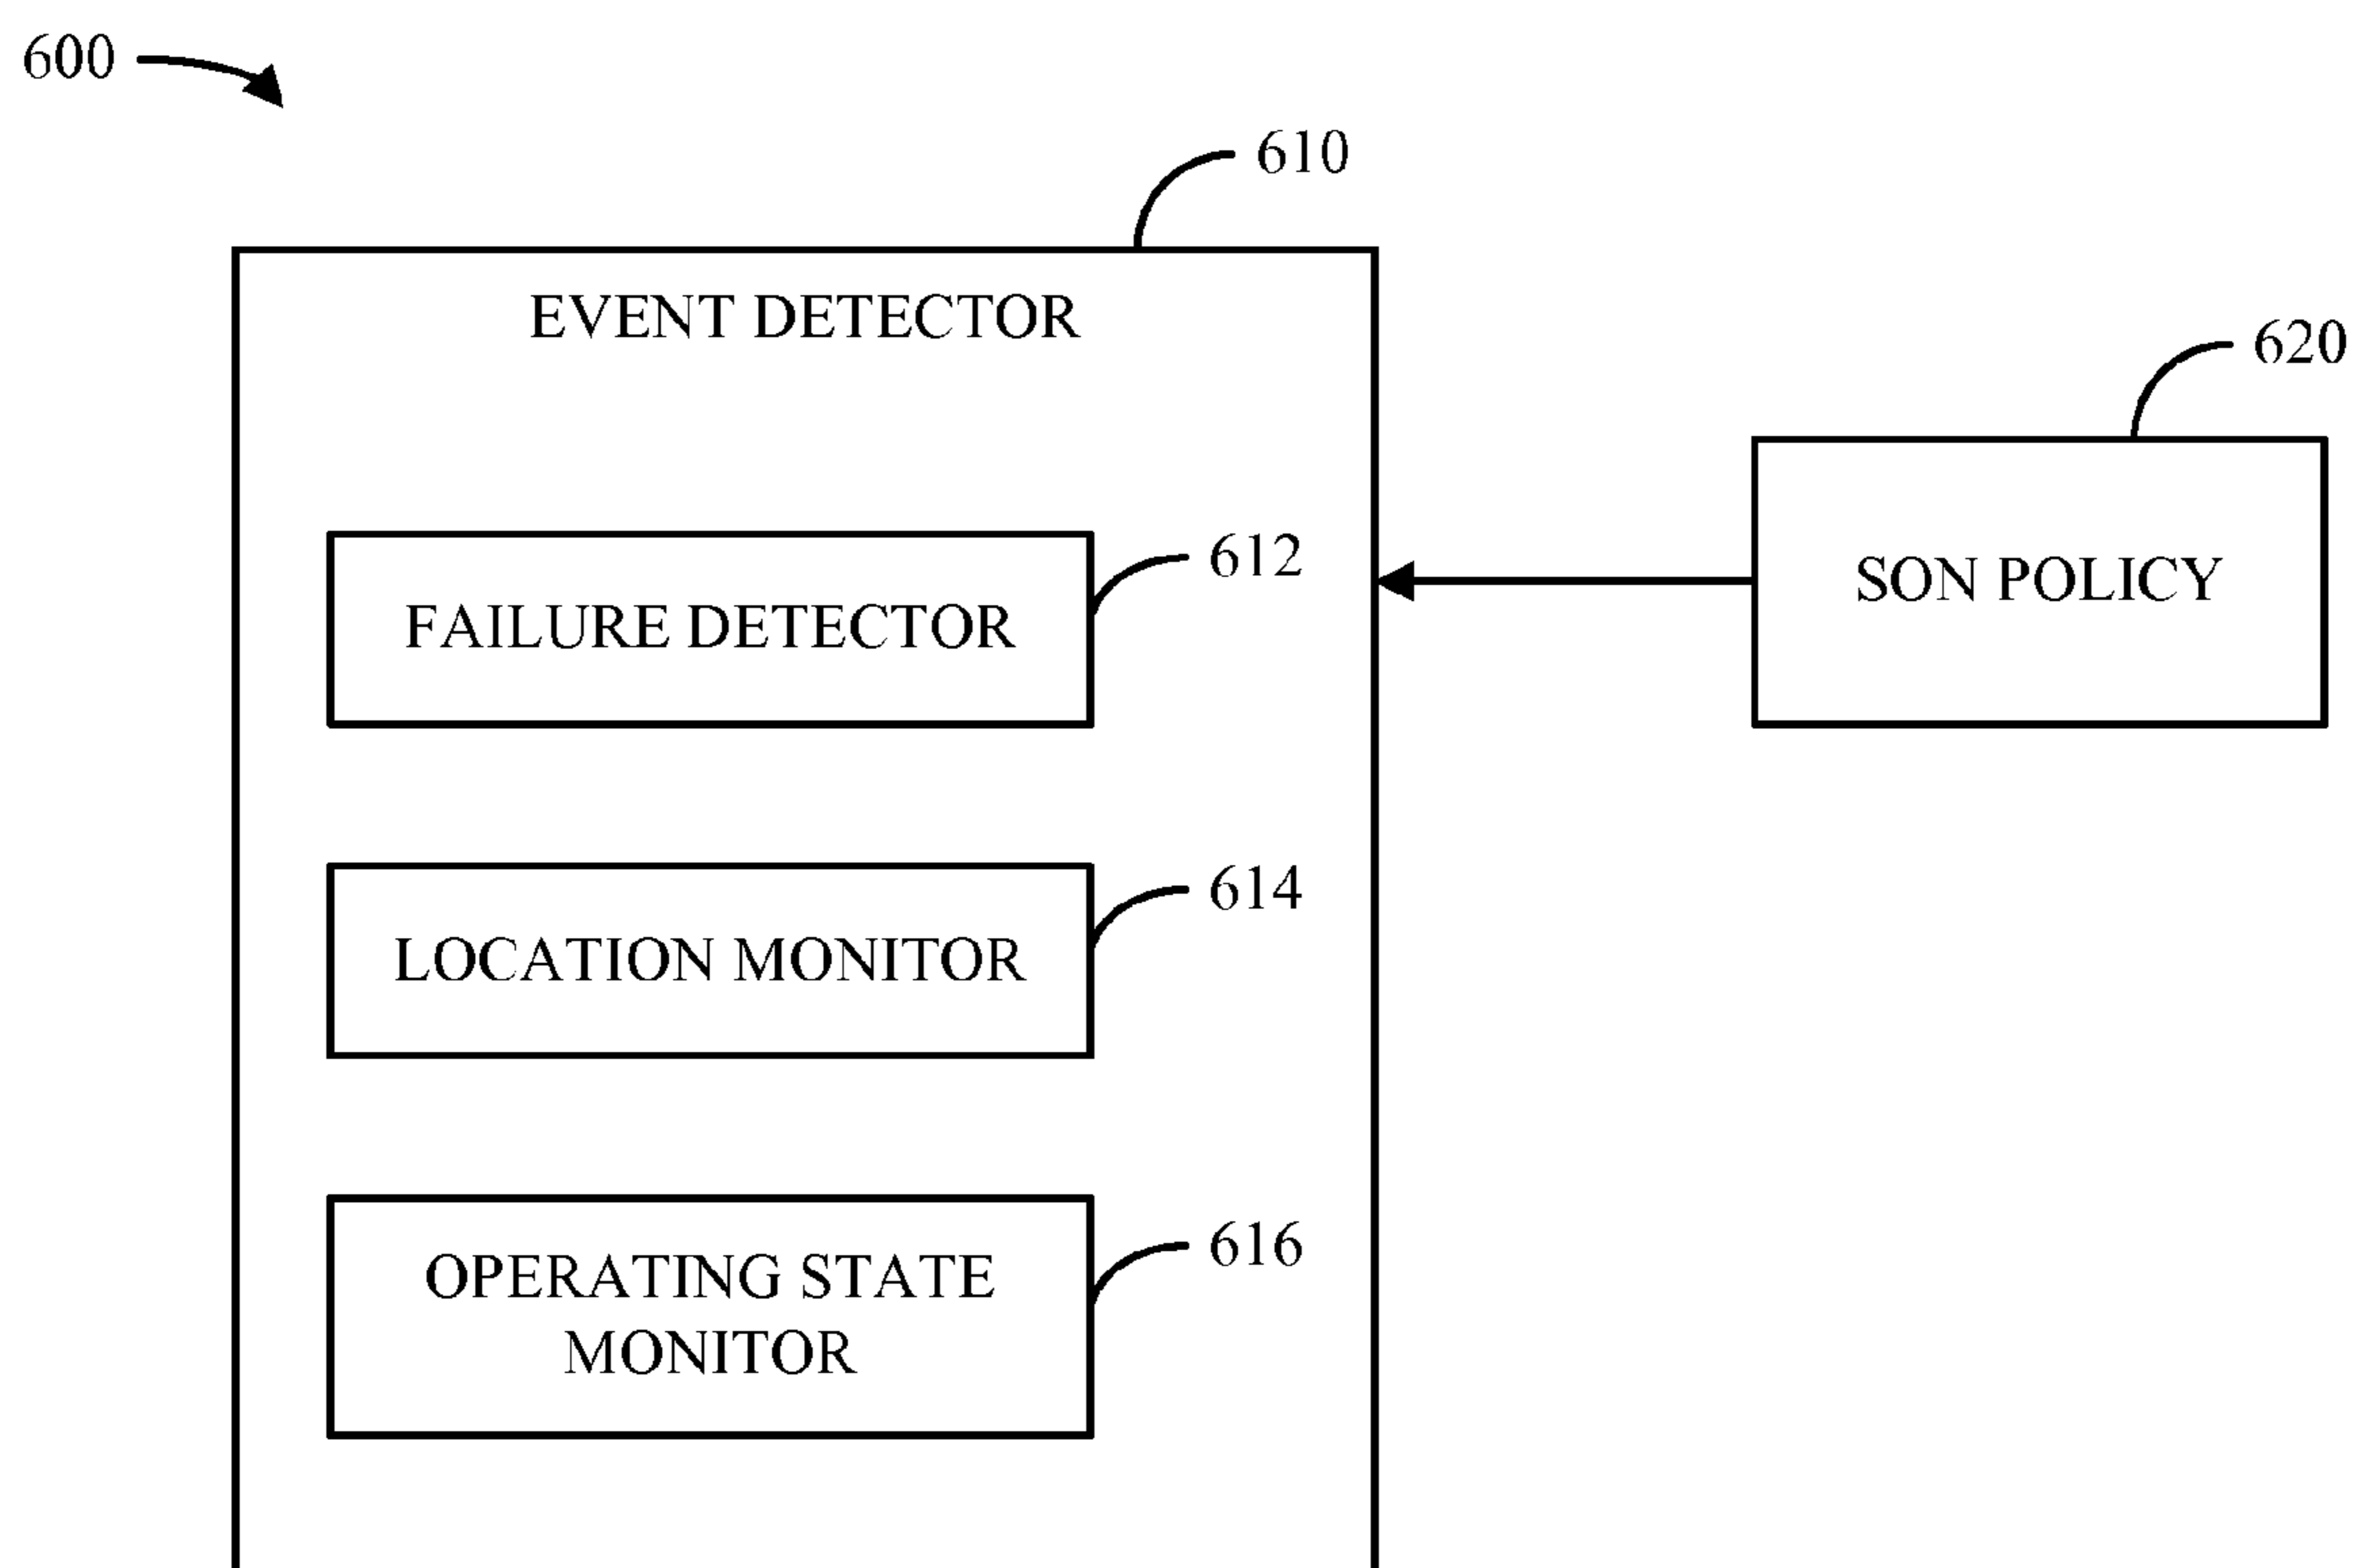 600
610
EVENT DETECTOR
620
612
FAILURE DETECTOR
SON POLICY
614
LOCATION MONITOR
616
OPERATING STATE
MONITOR